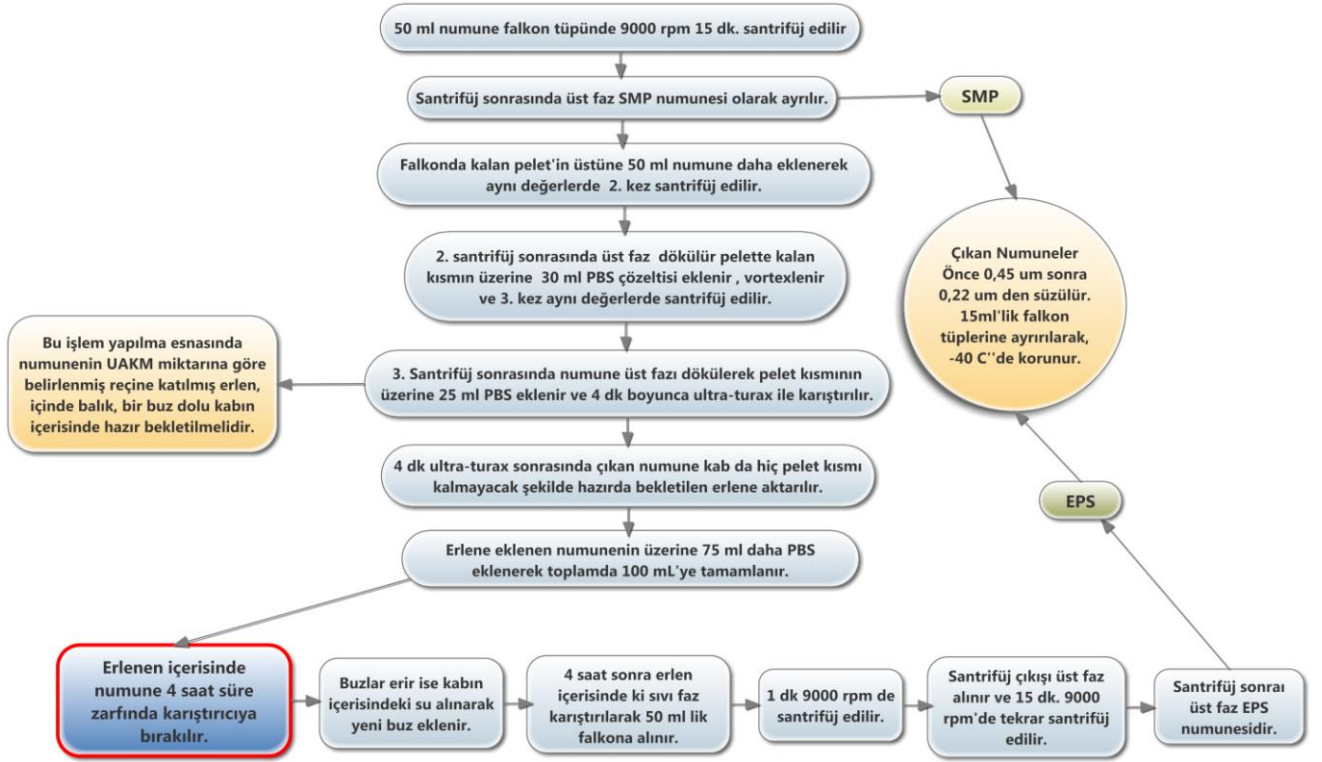 50 ml numune falkon tüpünde 9000 rpm 15 dk. santrifüj edilir
Santrifüj sonrasında üst faz SMP numunesi olarak ayrılır.
SMP
Falkonda kalan pelet'in üstüne 50 ml numune daha eklenerek
aynı değerlerde 2. kez santrifüj edilir.
2. santrifüj sonrasında üst faz dökülür pelette kalan
kısmın üzerine 30 ml PBS çözeltisi eklenir , vortexlenir
ve 3. kez aynı değerlerde santrifüj edilir.
Çıkan Numuneler
Önce 0,45 um sonra
0,22 um den süzülür.
15ml'lik falkon
tüplerine ayrırılarak,
-40 C''de korunur.
Bu işlem yapılma esnasında
numunenin UAKM miktarına göre
belirlenmiş reçine katılmış erlen,
içinde balık, bir buz dolu kabın
içerisinde hazır bekletilmelidir.
3. Santrifüj sonrasında numune üst fazı dökülerek pelet kısmının
üzerine 25 ml PBS eklenir ve 4 dk boyunca ultra-turax ile karıştırılır.
4 dk ultra-turax sonrasında çıkan numune kab da hiç pelet kısmı
kalmayacak şekilde hazırda bekletilen erlene aktarılır.
EPS
Erlene eklenen numunenin üzerine 75 ml daha PBS
eklenerek toplamda 100 mL'ye tamamlanır.
Erlenen içerisinde
numune 4 saat süre
zarfında karıştırıcıya
bırakılır.
Buzlar erir ise kabın
içerisindeki su alınarak
yeni buz eklenir.
4 saat sonra erlen
içerisinde ki sıvı faz
karıştırılarak 50 ml lik
falkona alınır.
1 dk 9000 rpm de
santrifüj edilir.
Santrifüj çıkışı üst faz
alınır ve 15 dk. 9000
rpm'de tekrar santrifüj
edilir.
Santrifüj sonraı
üst faz EPS
numunesidir.